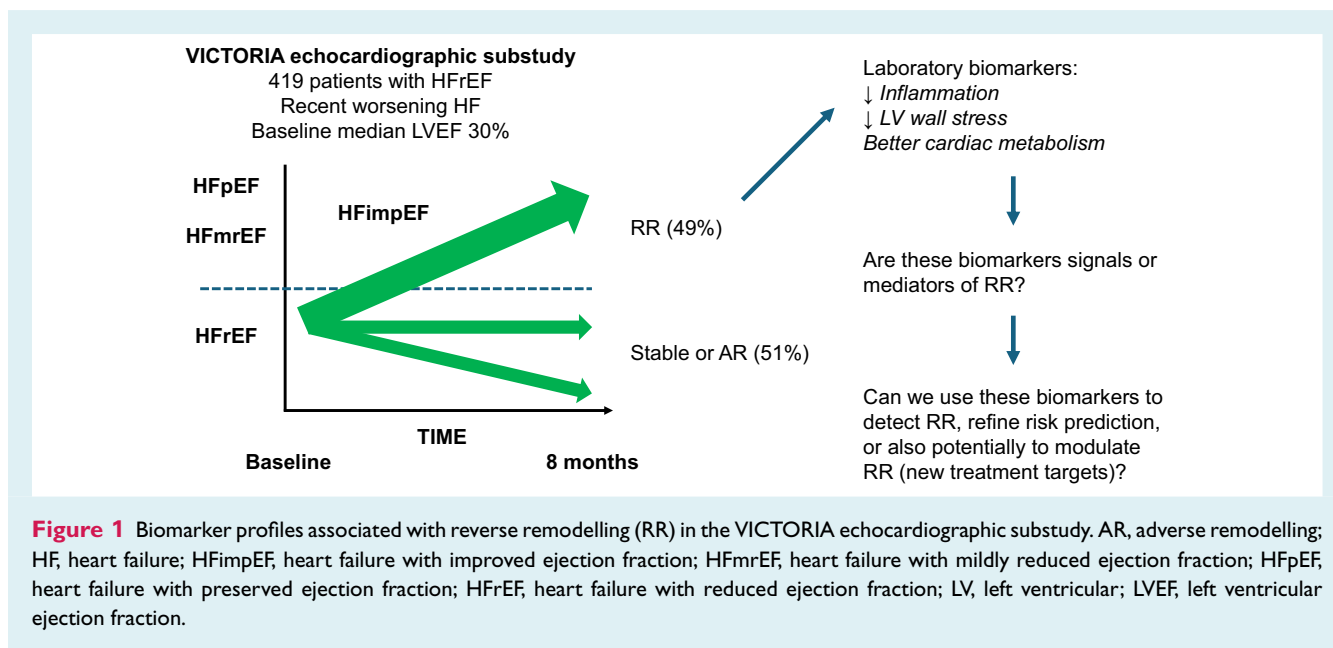 VICTORIA echocardiographic substudy
419 patients with HFrEF
Recent worsening HF
Baseline median LVEF 30%
HFpEF
HFmrEF
HFrEF
HFimpEF
RR (49%)
Stable or AR (51%)
TIME
Baseline
8 months
Laboratory biomarkers:
↓ Inflammation
↓ LV wall stress
Better cardiac metabolism
Are these biomarkers signals or
mediators of RR?
Can we use these biomarkers to
detect RR, refine risk prediction,
or also potentially to modulate
RR (new treatment targets)?
Figure 1 Biomarker profiles associated with reverse remodelling (RR) in the VICTORIA echocardiographic substudy. AR, adverse remodelling;
HF, heart failure; HFimpEF, heart failure with improved ejection fraction; HFmrEF, heart failure with mildly reduced ejection fraction; HFpEF,
heart failure with preserved ejection fraction; HFrEF, heart failure with reduced ejection fraction; LV, left ventricular; LVEF, left ventricular
ejection fraction.